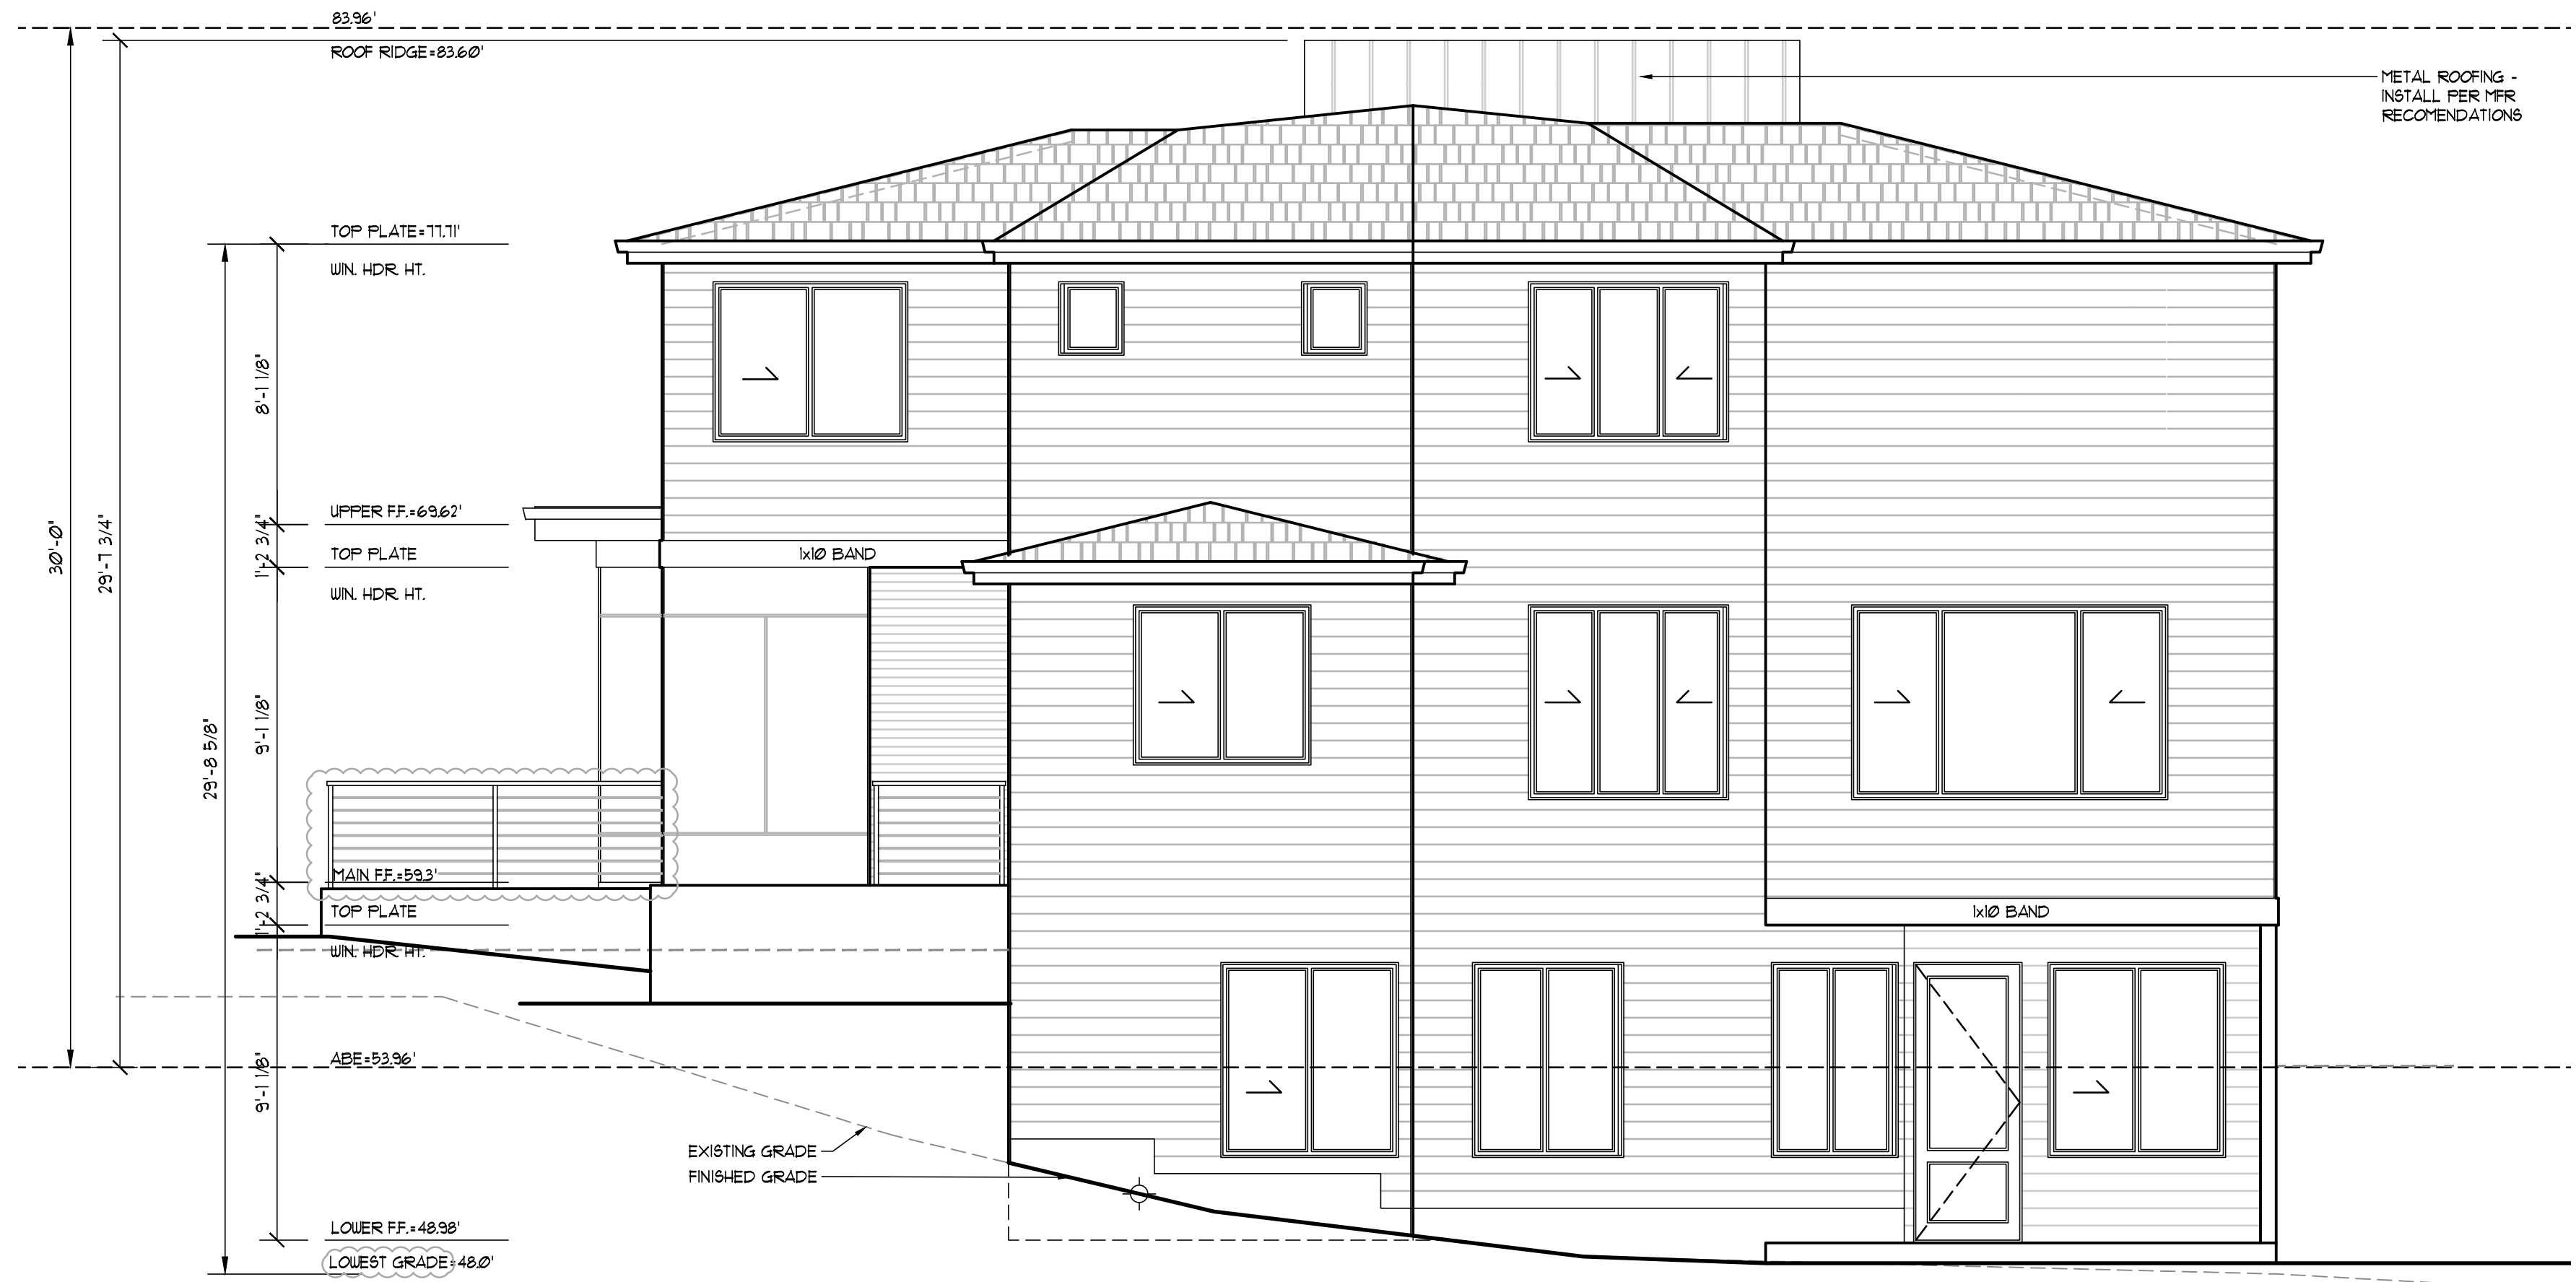 83.96'
ROOF RIDGE=83.60'
METAL ROOFING -
INSTALL PER MFR
RECOMENDATIONS
TOP PLATE=77.71'
WIN. HDR. HT.
8'-1 1/8"
UPPER F.F.=69.62'
1'-2 3/4"
TOP PLATE
1x10 BAND
30'-0"
29'-7 3/4"
WIN. HDR. HT.
9'-1 1/8"
29'-8 5/8"
MAIN F.F.=59.3'
1'-2 3/4"
TOP PLATE
1x10 BAND
WIN. HDR. HT.
ABE=53.96'
9'-1 1/8"
EXISTING GRADE
FINISHED GRADE
LOWER F.F.=48.98'
LOWEST GRADE=48.0'